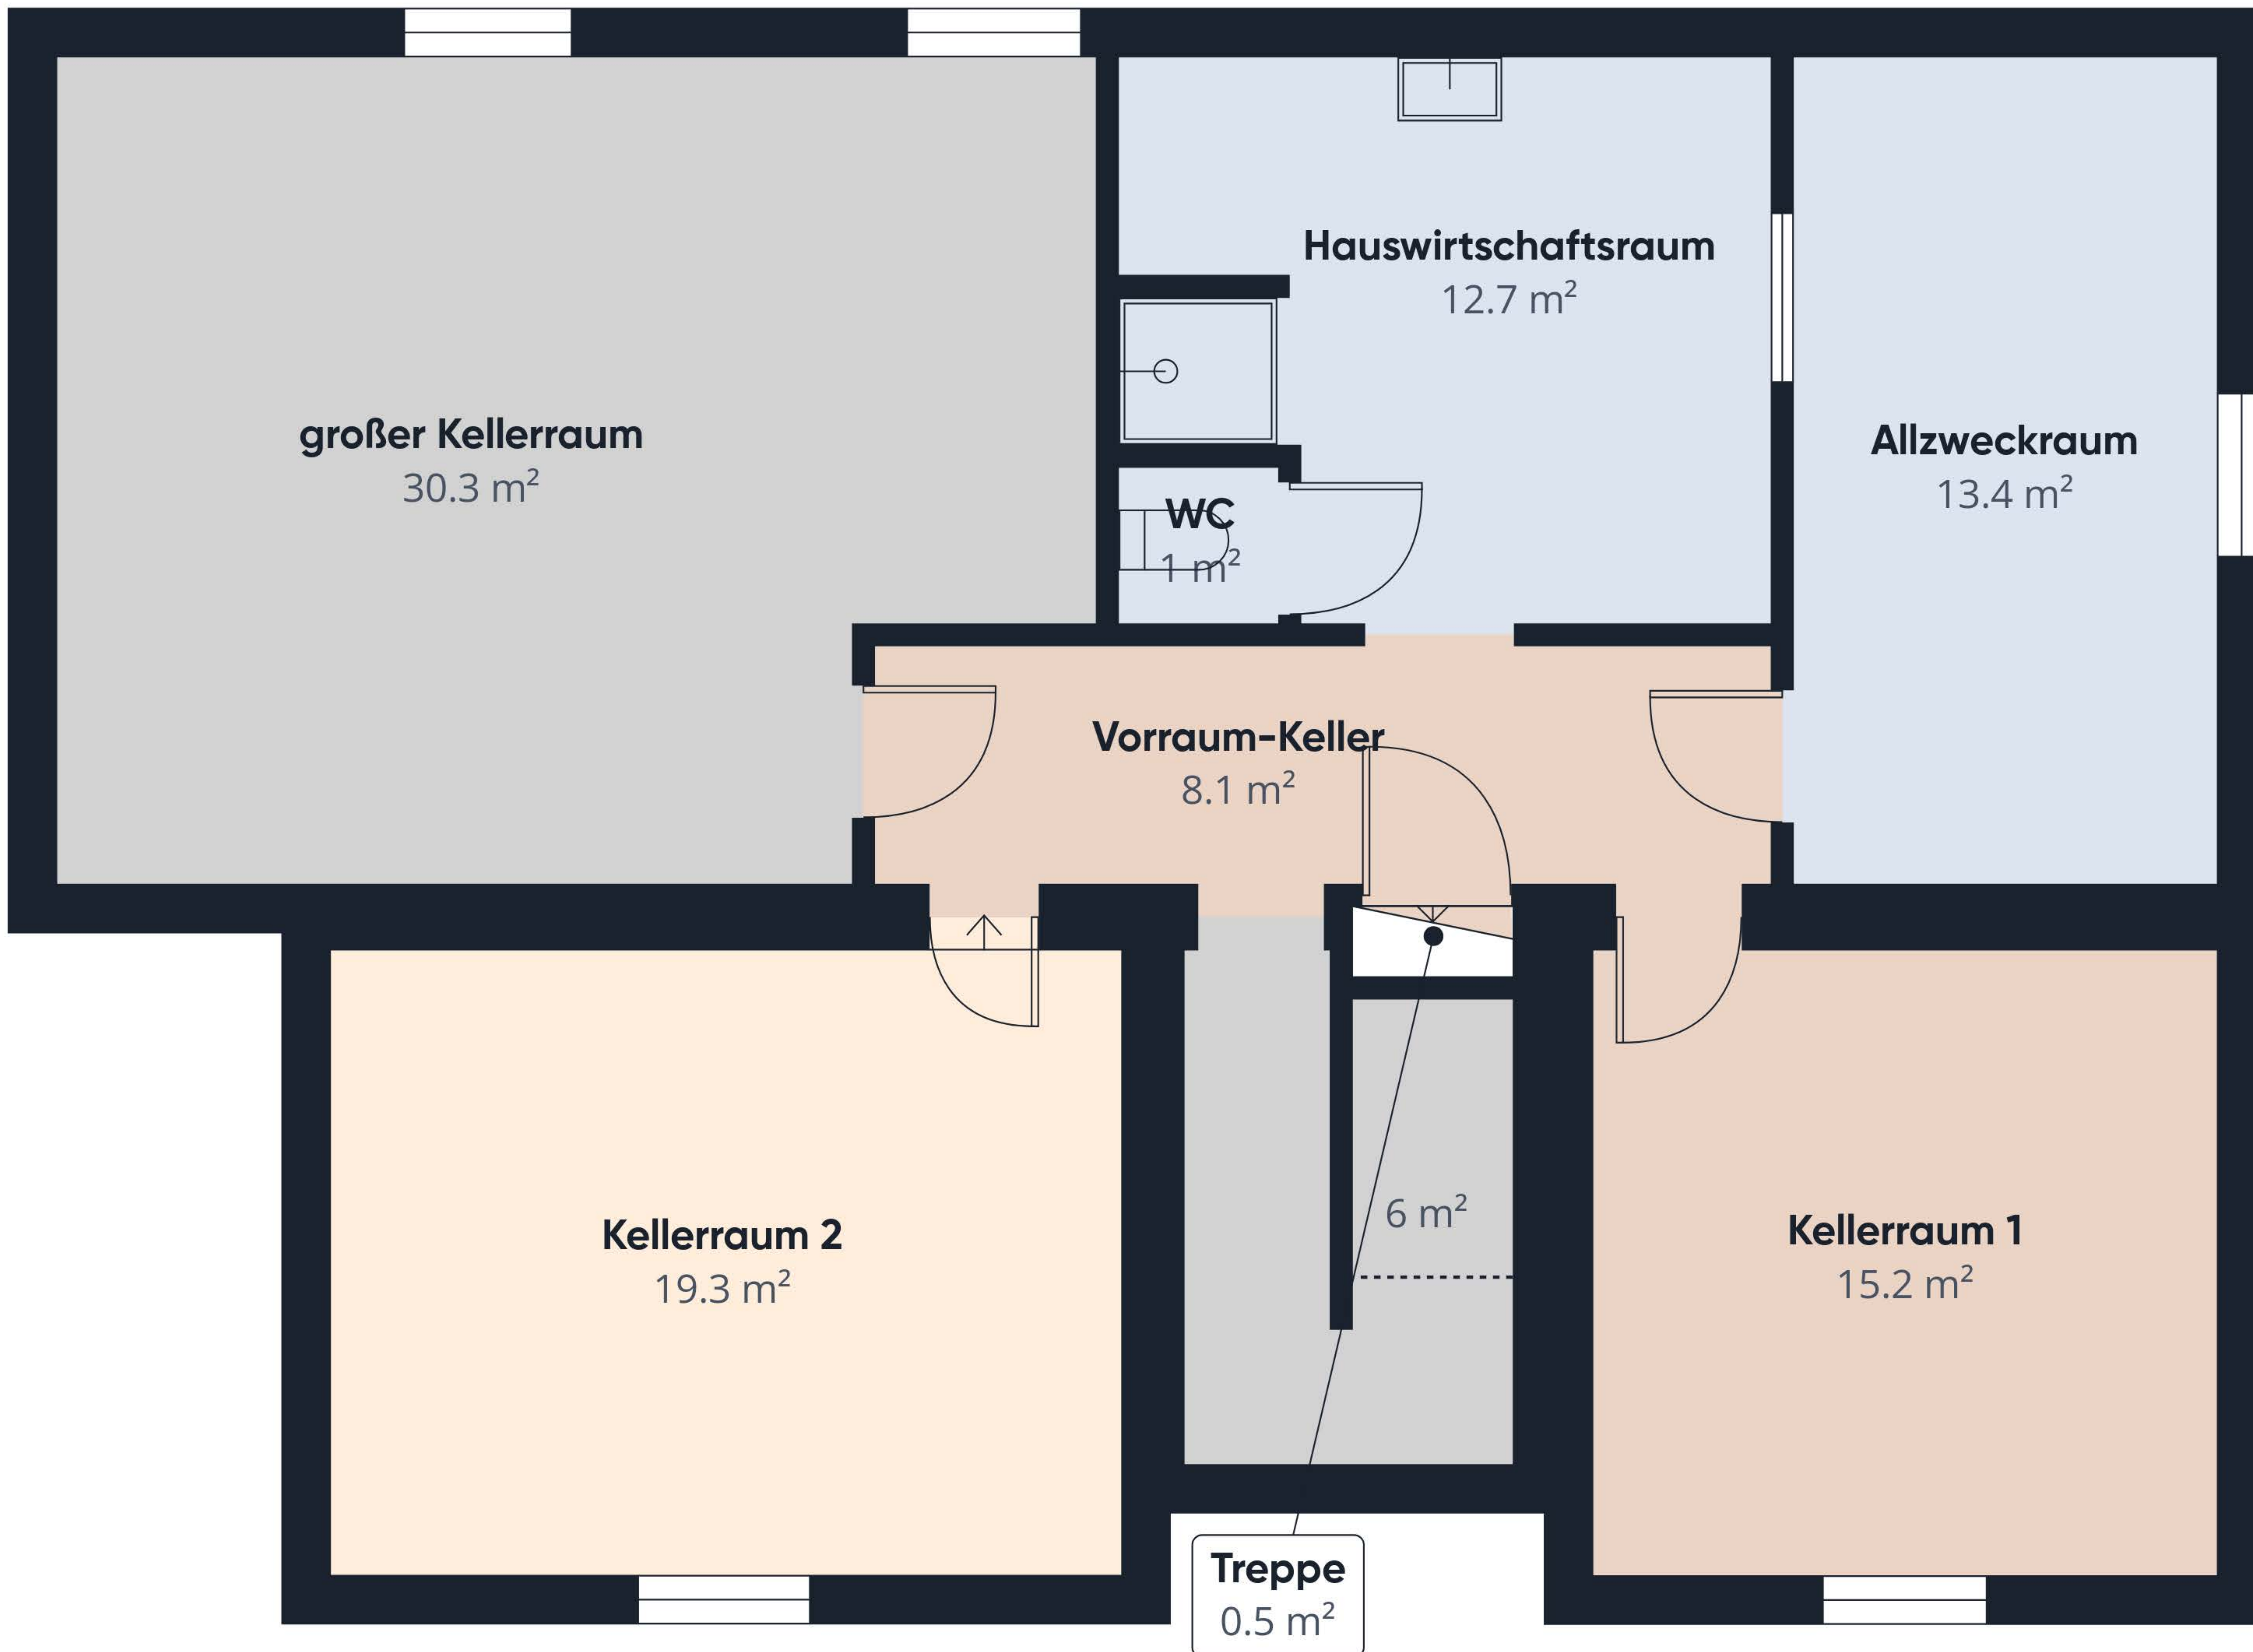 Hauswirtschaftsraum
12.7 m²
großer Kellerraum
30.3 m²
Allzweckraum
13.4 m²
WC
1 m²
Vorraum-Keller
8.1 m²
6 m²
Kellerraum 2
19.3 m²
Kellerraum 1
15.2 m²
Treppe
0.5 m²